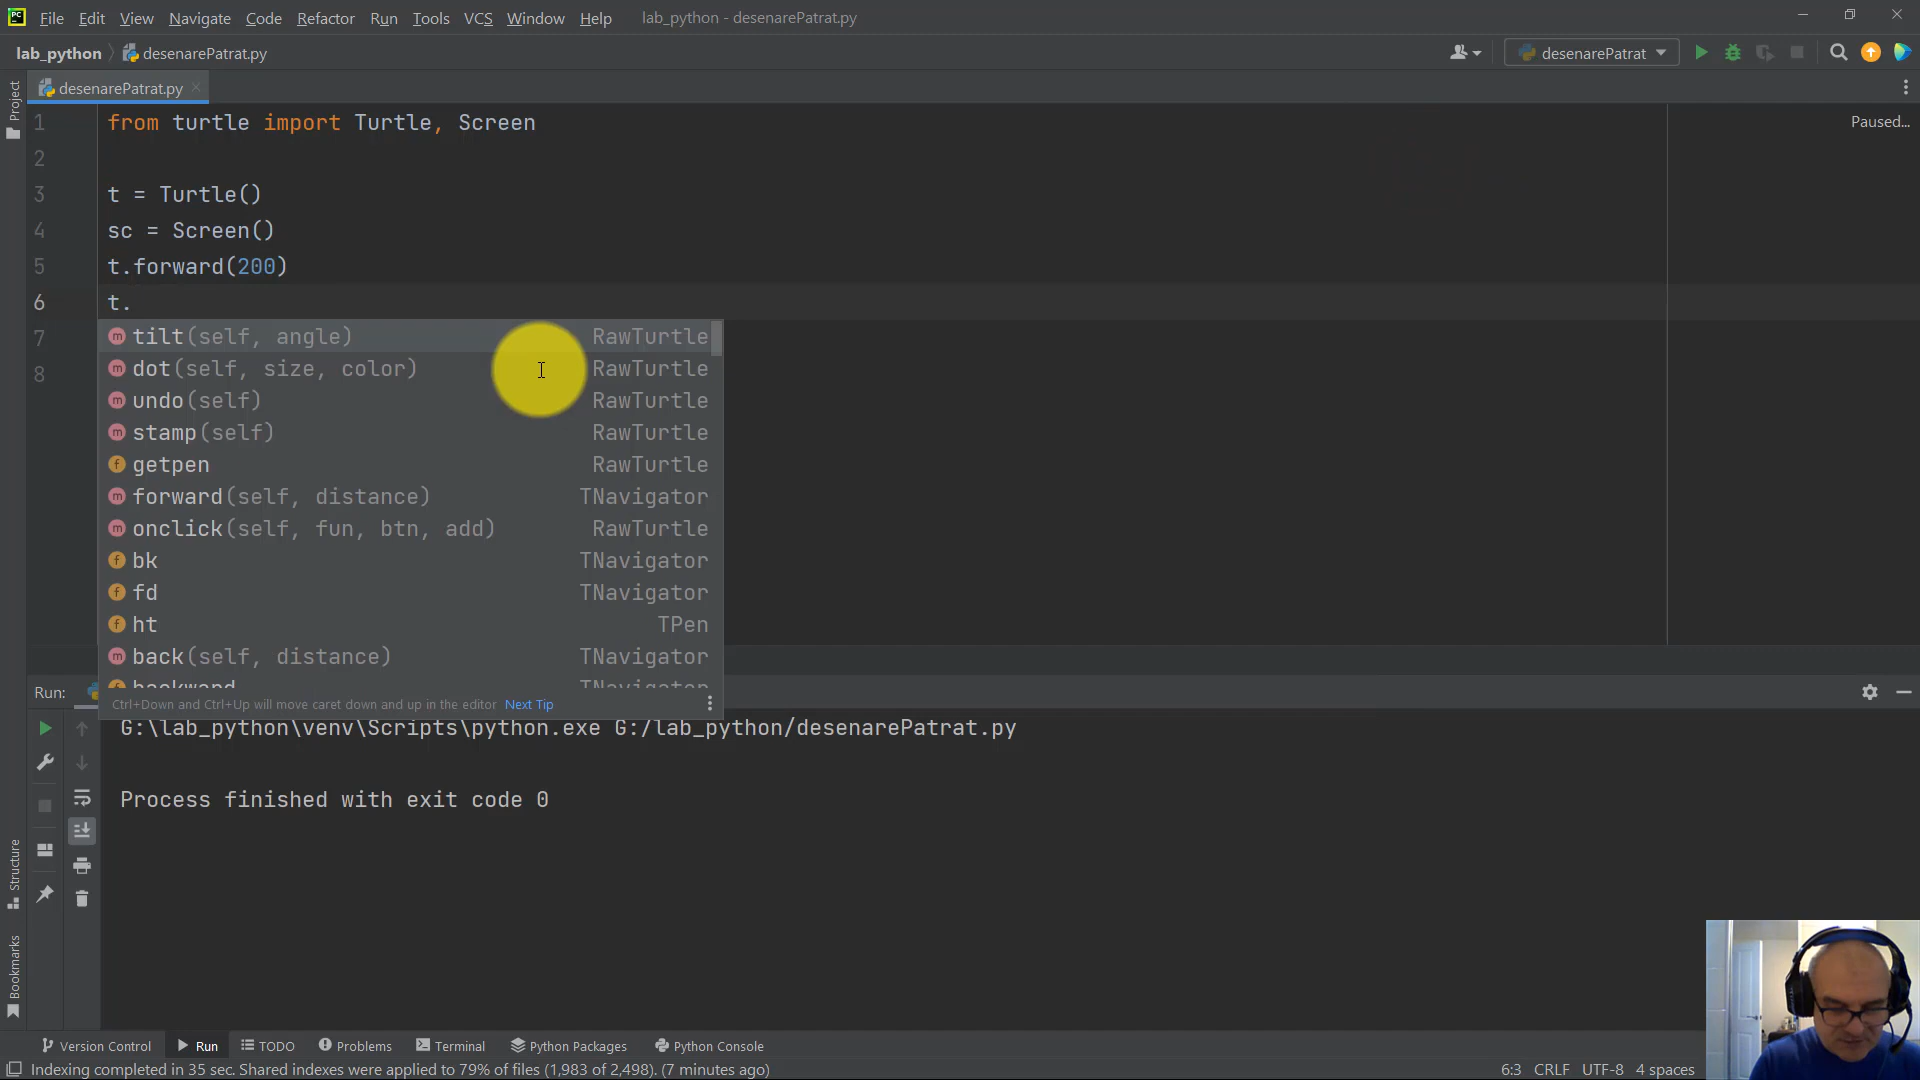 File Edit View Navigate Code Refactor Run Tools VCS Window Help lab_python - desenarePatrat.py
lab_python desenarePatrat.py desenarePatrat
Project
desenarePatrat.py
Paused...
1 from turtle import Turtle, Screen
2
3 t = Turtle()
4 sc = Screen()
5 t.forward(200)
6 t.
7
8
tilt(self, angle) RawTurtle
dot(self, size, color) RawTurtle
undo(self) RawTurtle
stamp(self) RawTurtle
getpen RawTurtle
forward(self, distance) TNavigator
onclick(self, fun, btn, add) RawTurtle
bk TNavigator
fd TNavigator
ht TPen
back(self, distance) TNavigator
backward TNavigator
Ctrl+Down and Ctrl+Up will move caret down and up in the editor Next Tip
Run:
G:\lab_python\venv\Scripts\python.exe G:/lab_python/desenarePatrat.py
Process finished with exit code 0
Structure
Bookmarks
Version Control Run TODO Problems Terminal Python Packages Python Console
Indexing completed in 35 sec. Shared indexes were applied to 79% of files (1,983 of 2,498). (7 minutes ago) 6:3 CRLF UTF-8 4 spaces